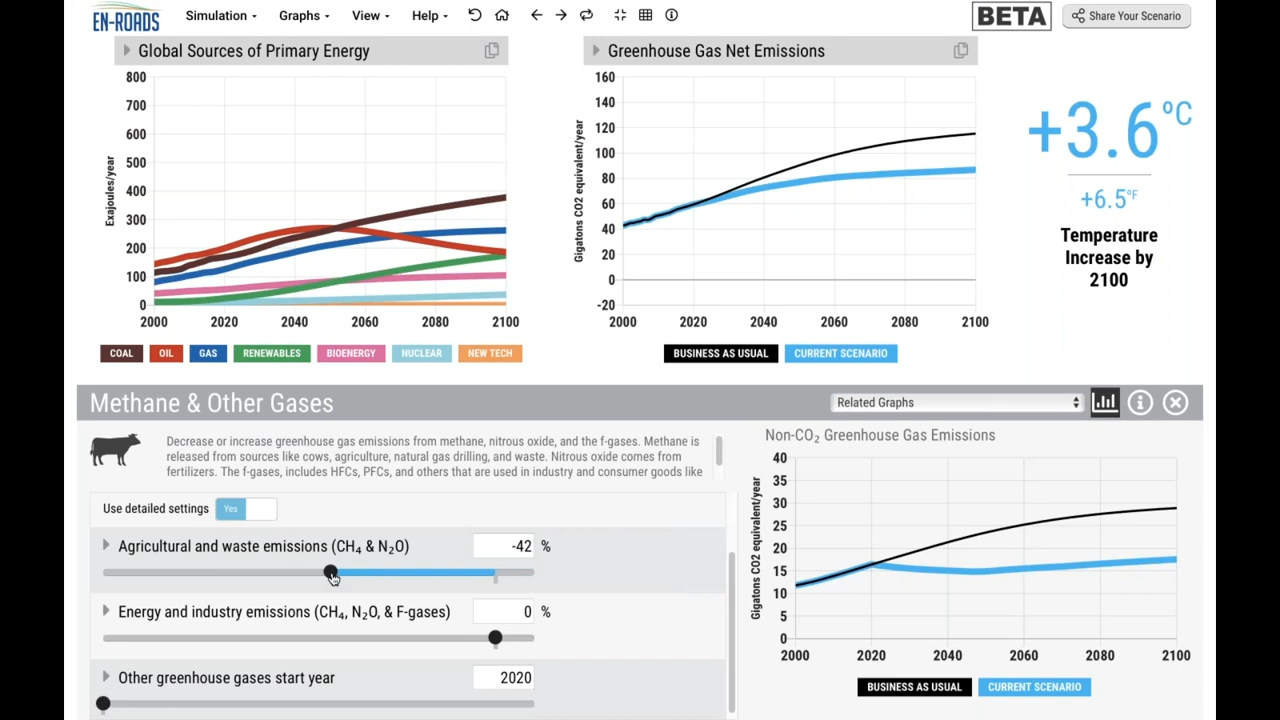 EN-ROADS
Simulation Graphs View Help
BETA
Share Your Scenario
Global Sources of Primary Energy
800
700
600
500
400
300
200
100
0
Exajoules/year
2000 2020 2040 2060 2080 2100
COAL OIL GAS RENEWABLES BIOENERGY NUCLEAR NEW TECH
Greenhouse Gas Net Emissions
160
140
120
100
80
60
40
20
0
-20
Gigatons CO2 equivalent/year
2000 2020 2040 2060 2080 2100
BUSINESS AS USUAL CURRENT SCENARIO
+3.6°C
+6.5°F
Temperature
Increase by
2100
Methane & Other Gases
Related Graphs
Decrease or increase greenhouse gas emissions from methane, nitrous oxide, and the f-gases. Methane is
released from sources like cows, agriculture, natural gas drilling, and waste. Nitrous oxide comes from
fertilizers. The f-gases, includes HFCs, PFCs, and others that are used in industry and consumer goods like
Use detailed settings Yes
Agricultural and waste emissions (CH₄ & N₂O) -42 %
Energy and industry emissions (CH₄, N₂O, & F-gases) 0 %
Other greenhouse gases start year 2020
Non-CO₂ Greenhouse Gas Emissions
40
35
30
25
20
15
10
5
0
Gigatons CO2 equivalent/year
2000 2020 2040 2060 2080 2100
BUSINESS AS USUAL CURRENT SCENARIO